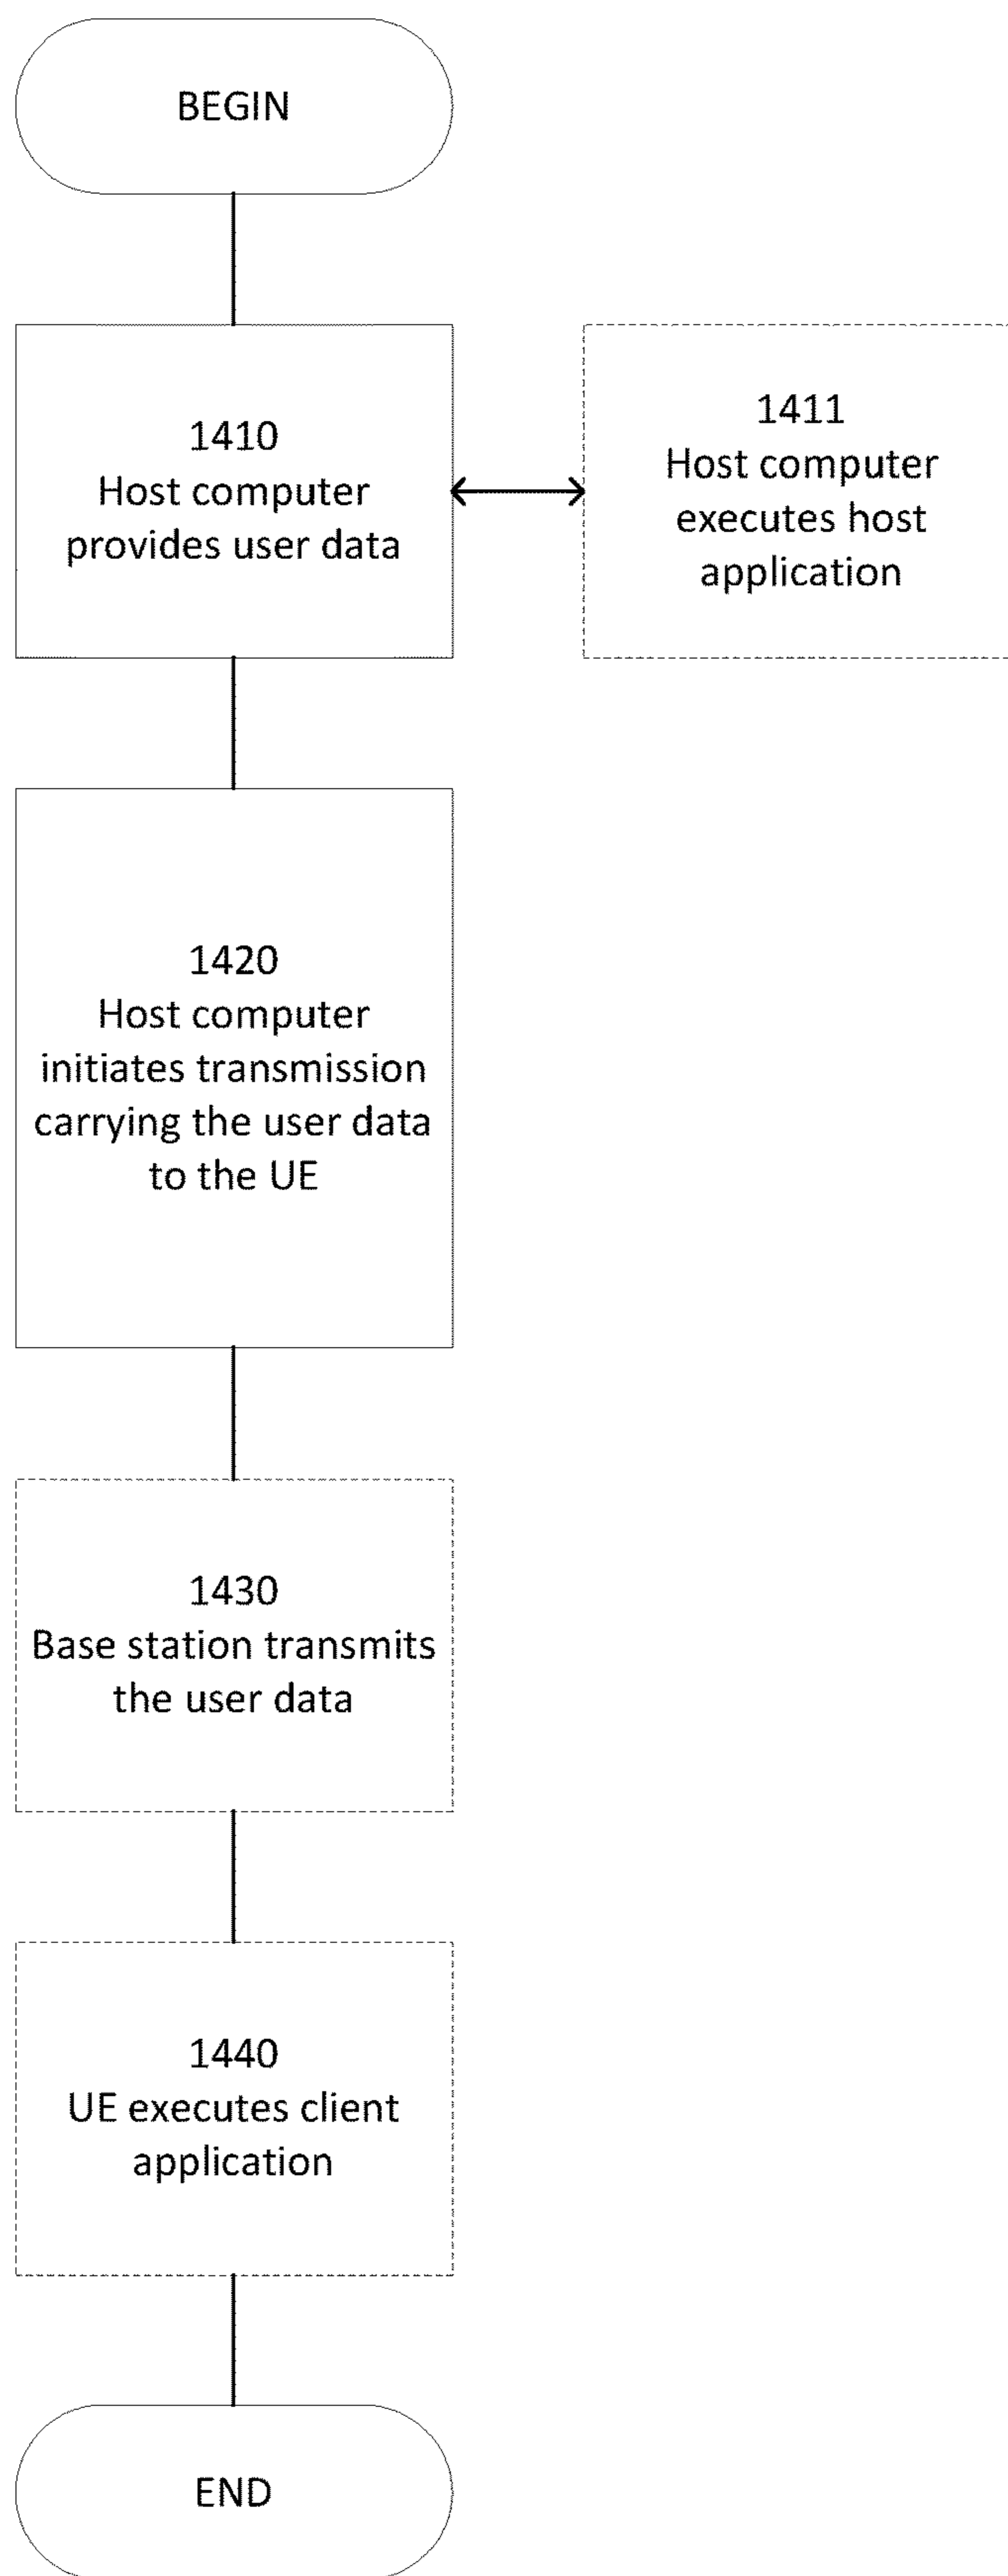 BEGIN
1410
Host computer
provides user data
1411
Host computer
executes host
application
1420
Host computer
initiates transmission
carrying the user data
to the UE
1430
Base station transmits
the user data
1440
UE executes client
application
END